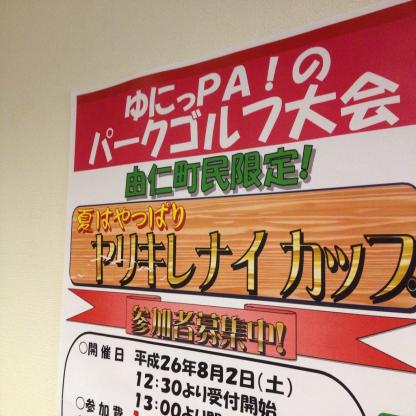 ゆにっPA!の
パークゴルフ大会
由仁町民限定!
夏はやっぱり
ヤリキレナイ カップ
参加者募集中!
○開催日 平成26年8月2日(土)
12:30より受付開始
○参加費 13:00より